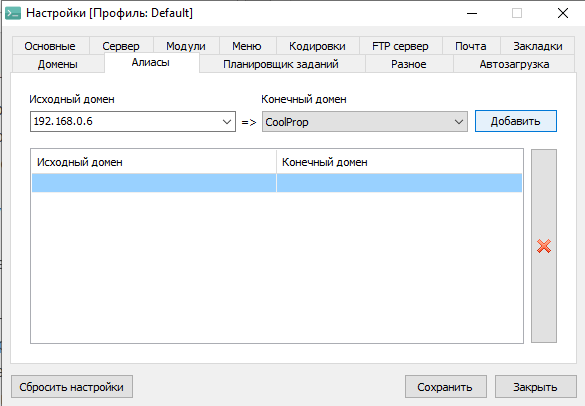 Настройки [Профиль: Default]
Основные Сервер Модули Меню Кодировки FTP сервер Почта Закладки
Домены Алиасы Планировщик заданий Разное Автозагрузка
Исходный домен Конечный домен
192.168.0.6 => CoolProp Добавить
Исходный домен Конечный домен
Сбросить настройки Сохранить Закрыть